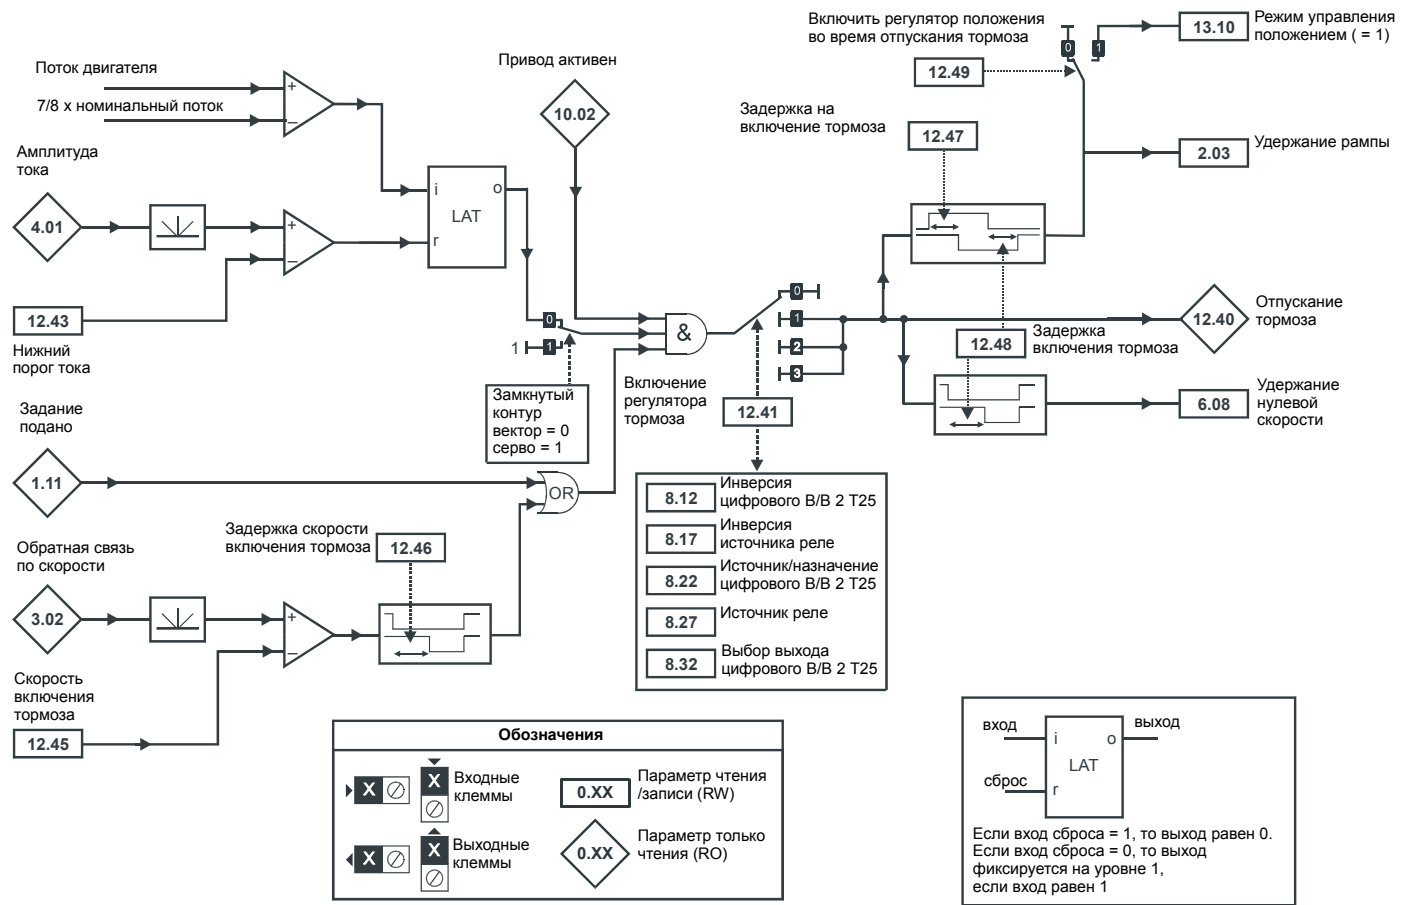 Поток двигателя
7/8 x номинальный поток
+
–
Амплитуда
тока
4.01
+
–
12.43
Нижний
порог тока
i
o
LAT
r
Привод активен
10.02
0
1
1
Замкнутый
контур
вектор = 0
серво = 1
&
Задание
подано
1.11
OR
Обратная связь
по скорости
3.02
Задержка скорости
включения тормоза
12.46
+
–
Скорость
включения
тормоза
12.45
Включение
регулятора
тормоза
12.41
0
1
2
3
8.12
Инверсия
цифрового В/В 2 T25
8.17
Инверсия
источника реле
8.22
Источник/назначение
цифрового В/В 2 T25
8.27
Источник реле
8.32
Выбор выхода
цифрового В/В 2 T25
Включить регулятор положения
во время отпускания тормоза
12.49
0
1
13.10
Режим управления
положением ( = 1)
Задержка на
включение тормоза
12.47
2.03
Удержание рампы
12.40
Отпускание
тормоза
12.48
Задержка
включения тормоза
6.08
Удержание
нулевой
скорости
Обозначения
X
X
Входные
клеммы
X
X
Выходные
клеммы
0.XX
Параметр чтения
/записи (RW)
0.XX
Параметр только
чтения (RO)
вход
i
o
выход
LAT
сброс
r
Если вход сброса = 1, то выход равен 0.
Если вход сброса = 0, то выход
фиксируется на уровне 1,
если вход равен 1